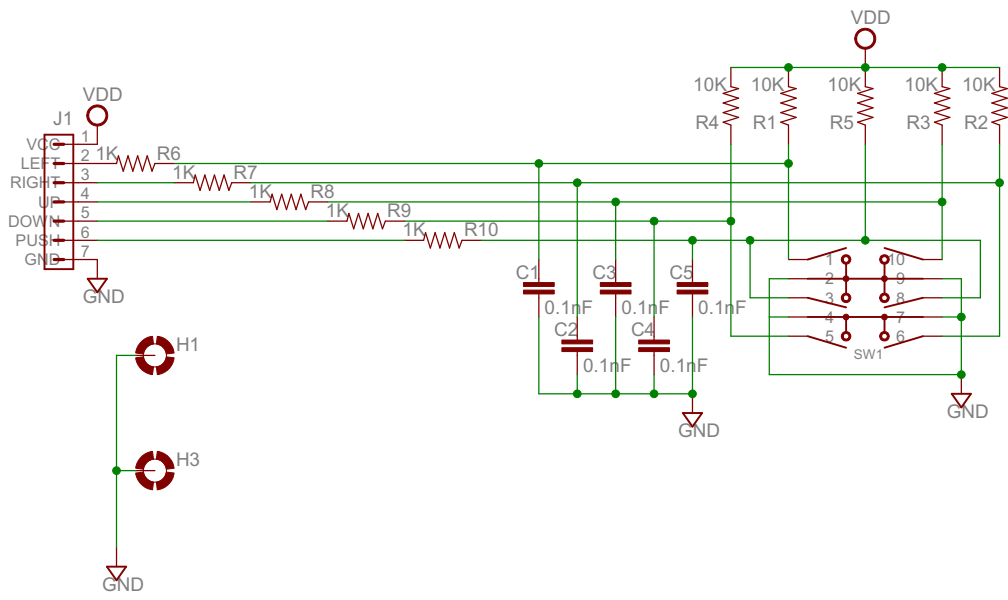 VDD
10K 10K 10K 10K 10K
R4 R1 R5 R3 R2
VDD
J1
VCC 1
LEFT 2 1K R6
RIGHT 3 1K R7
UP 4 1K R8
DOWN 5 1K R9
PUSH 6 1K R10
GND 7
GND
C1 C3 C5
0.1nF 0.1nF 0.1nF
C2 C4
0.1nF 0.1nF
GND
1 10
2 9
3 8
4 7
5 6
SW1
GND
H1
H3
GND